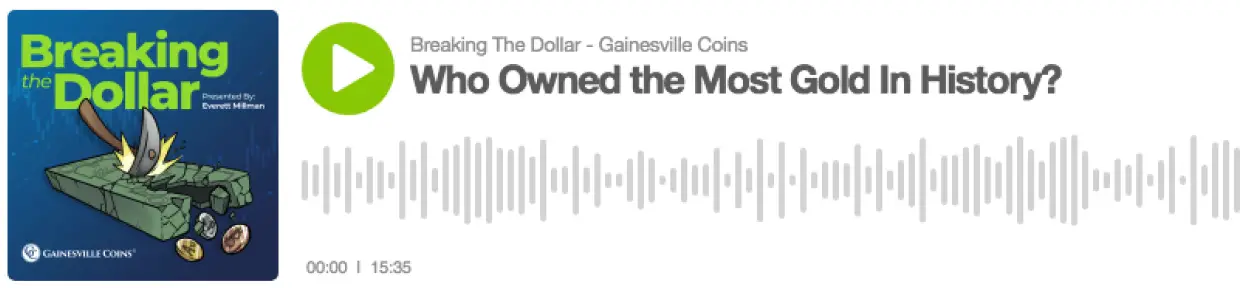 Breaking
the Dollar
Presented By:
Everett Millman
GAINESVILLE COINS®
Breaking The Dollar - Gainesville Coins
Who Owned the Most Gold In History?
00:00 | 15:35